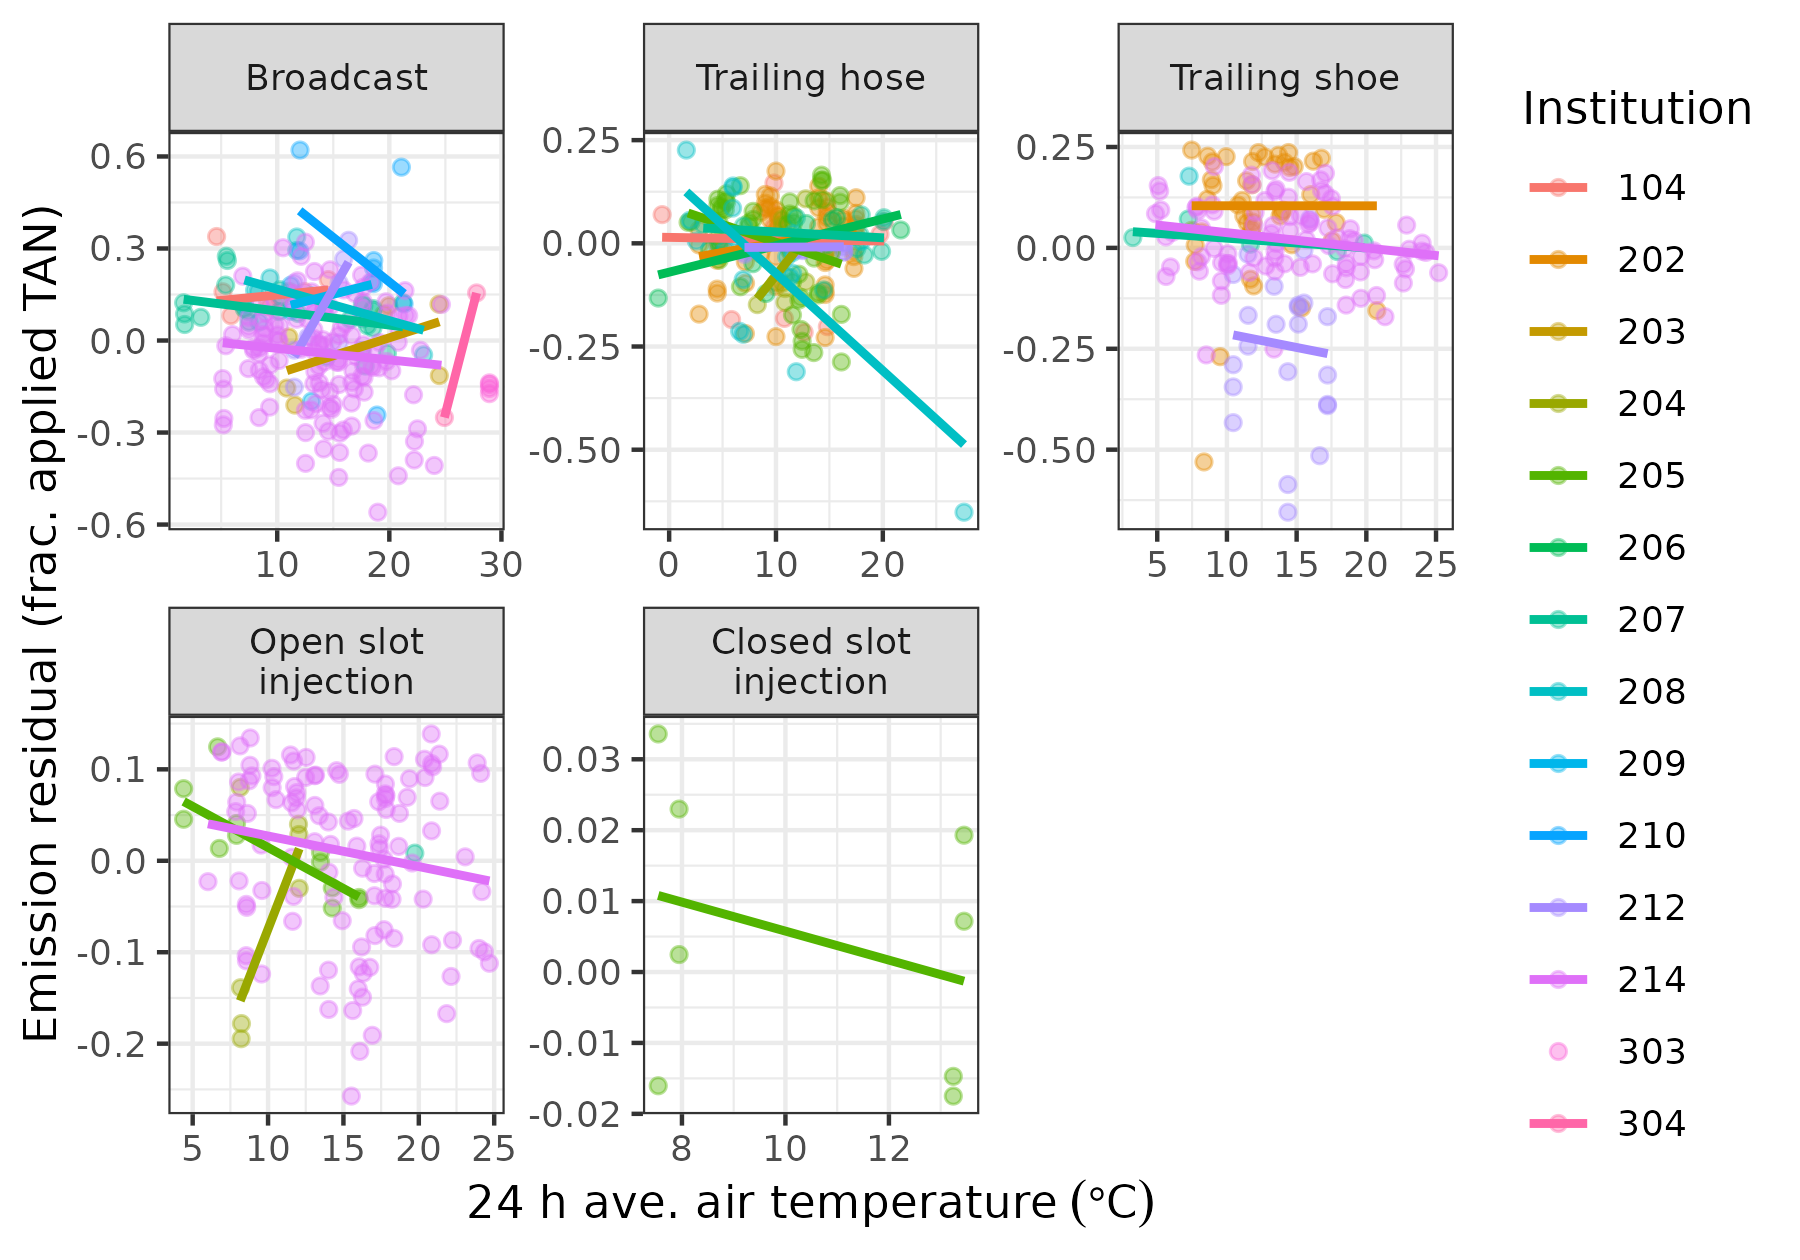 Broadcast
Trailing hose
Trailing shoe
0.6
0.3
0.0
-0.3
-0.6
10 20 30
0.25
0.00
-0.25
-0.50
0 10 20
0.25
0.00
-0.25
-0.50
5 10 15 20 25
Open slot
injection
Closed slot
injection
0.1
0.0
-0.1
-0.2
5 10 15 20 25
0.03
0.02
0.01
0.00
-0.01
-0.02
8 10 12
Emission residual (frac. applied TAN)
24 h ave. air temperature (°C)
Institution
104
202
203
204
205
206
207
208
209
210
212
214
303
304